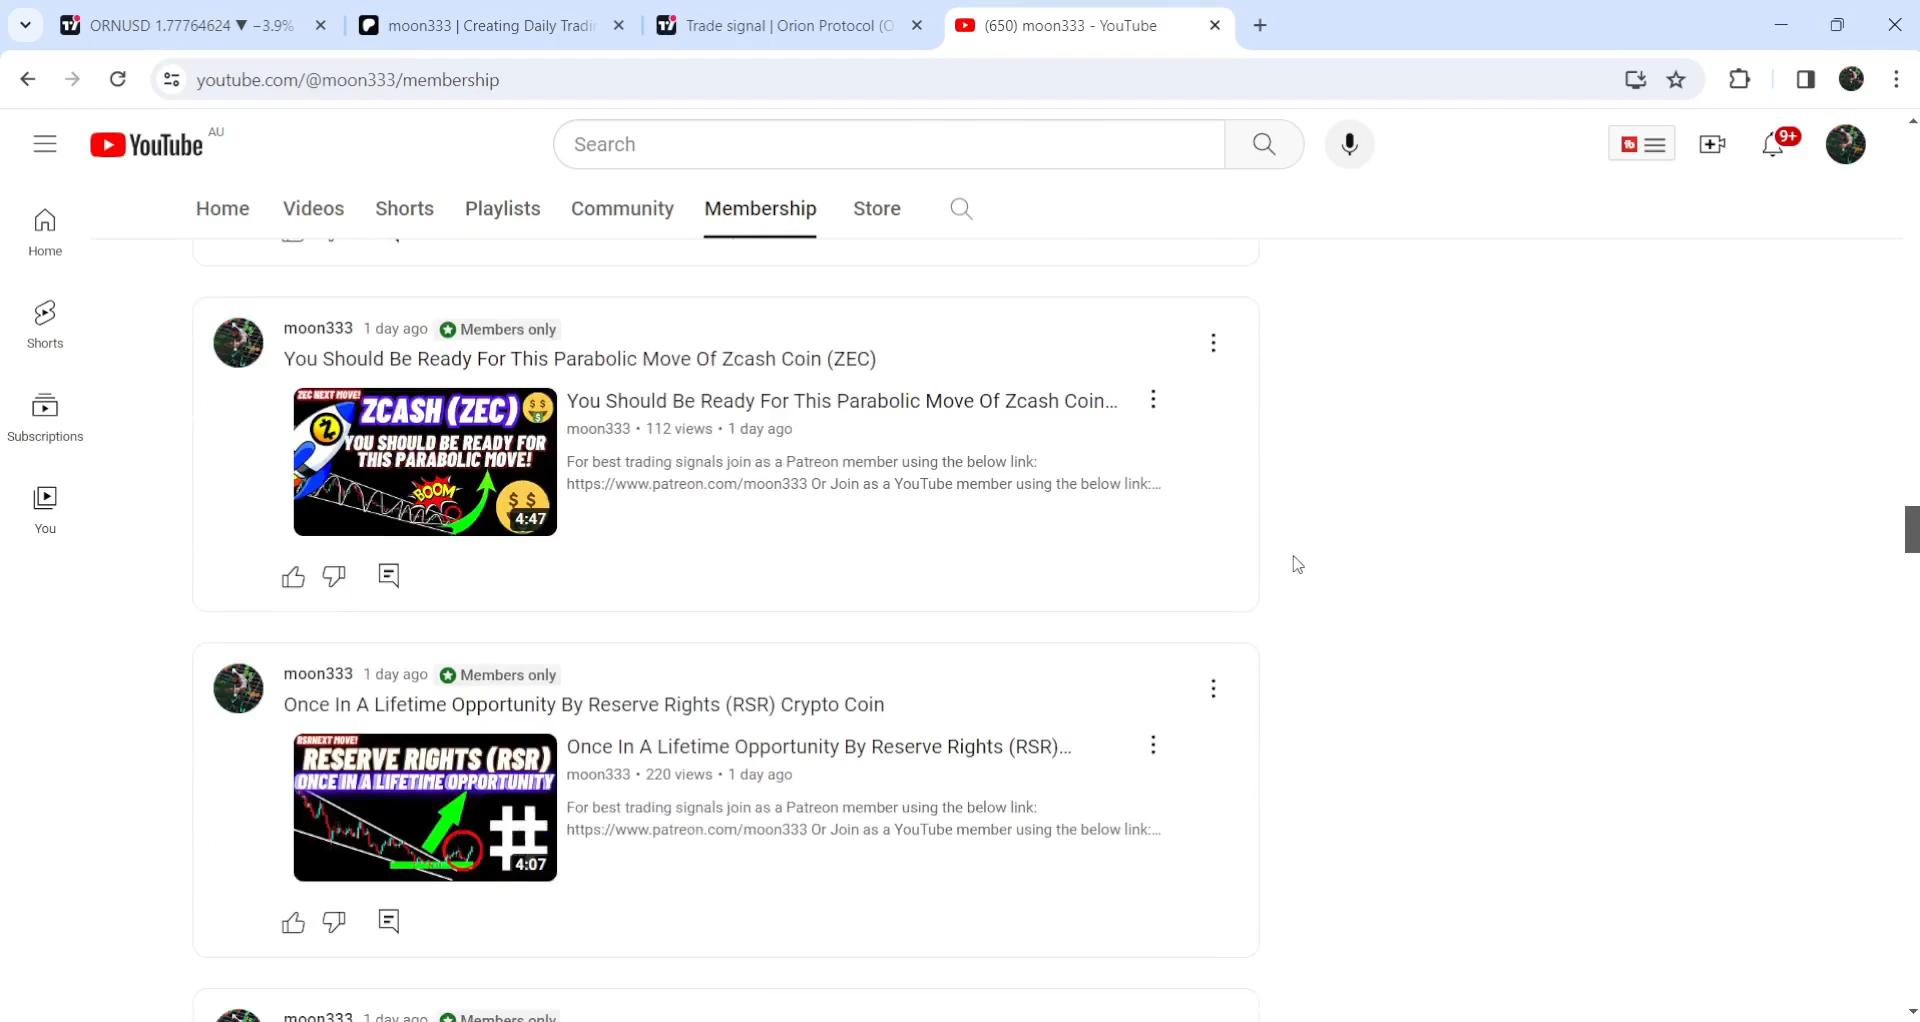 ORNUSD 1.77764624 ▼ −3.9%
moon333 | Creating Daily Tradin
Trade signal | Orion Protocol (O
(650) moon333 - YouTube
youtube.com/@moon333/membership
YouTube AU
Search
9+
Home
Videos
Shorts
Playlists
Community
Membership
Store
Home
Shorts
Subscriptions
You
moon333 1 day ago Members only
You Should Be Ready For This Parabolic Move Of Zcash Coin (ZEC)
ZEC NEXT MOVE!
ZCASH (ZEC)
YOU SHOULD BE READY FOR
THIS PARABOLIC MOVE!
BOOM
4:47
You Should Be Ready For This Parabolic Move Of Zcash Coin...
moon333 • 112 views • 1 day ago
For best trading signals join as a Patreon member using the below link:
https://www.patreon.com/moon333 Or Join as a YouTube member using the below link:...
moon333 1 day ago Members only
Once In A Lifetime Opportunity By Reserve Rights (RSR) Crypto Coin
RSRNEXT MOVE!
RESERVE RIGHTS (RSR)
ONCE IN A LIFETIME OPPORTUNITY
4:07
Once In A Lifetime Opportunity By Reserve Rights (RSR)...
moon333 • 220 views • 1 day ago
For best trading signals join as a Patreon member using the below link:
https://www.patreon.com/moon333 Or Join as a YouTube member using the below link:...
moon333 1 day ago Members only